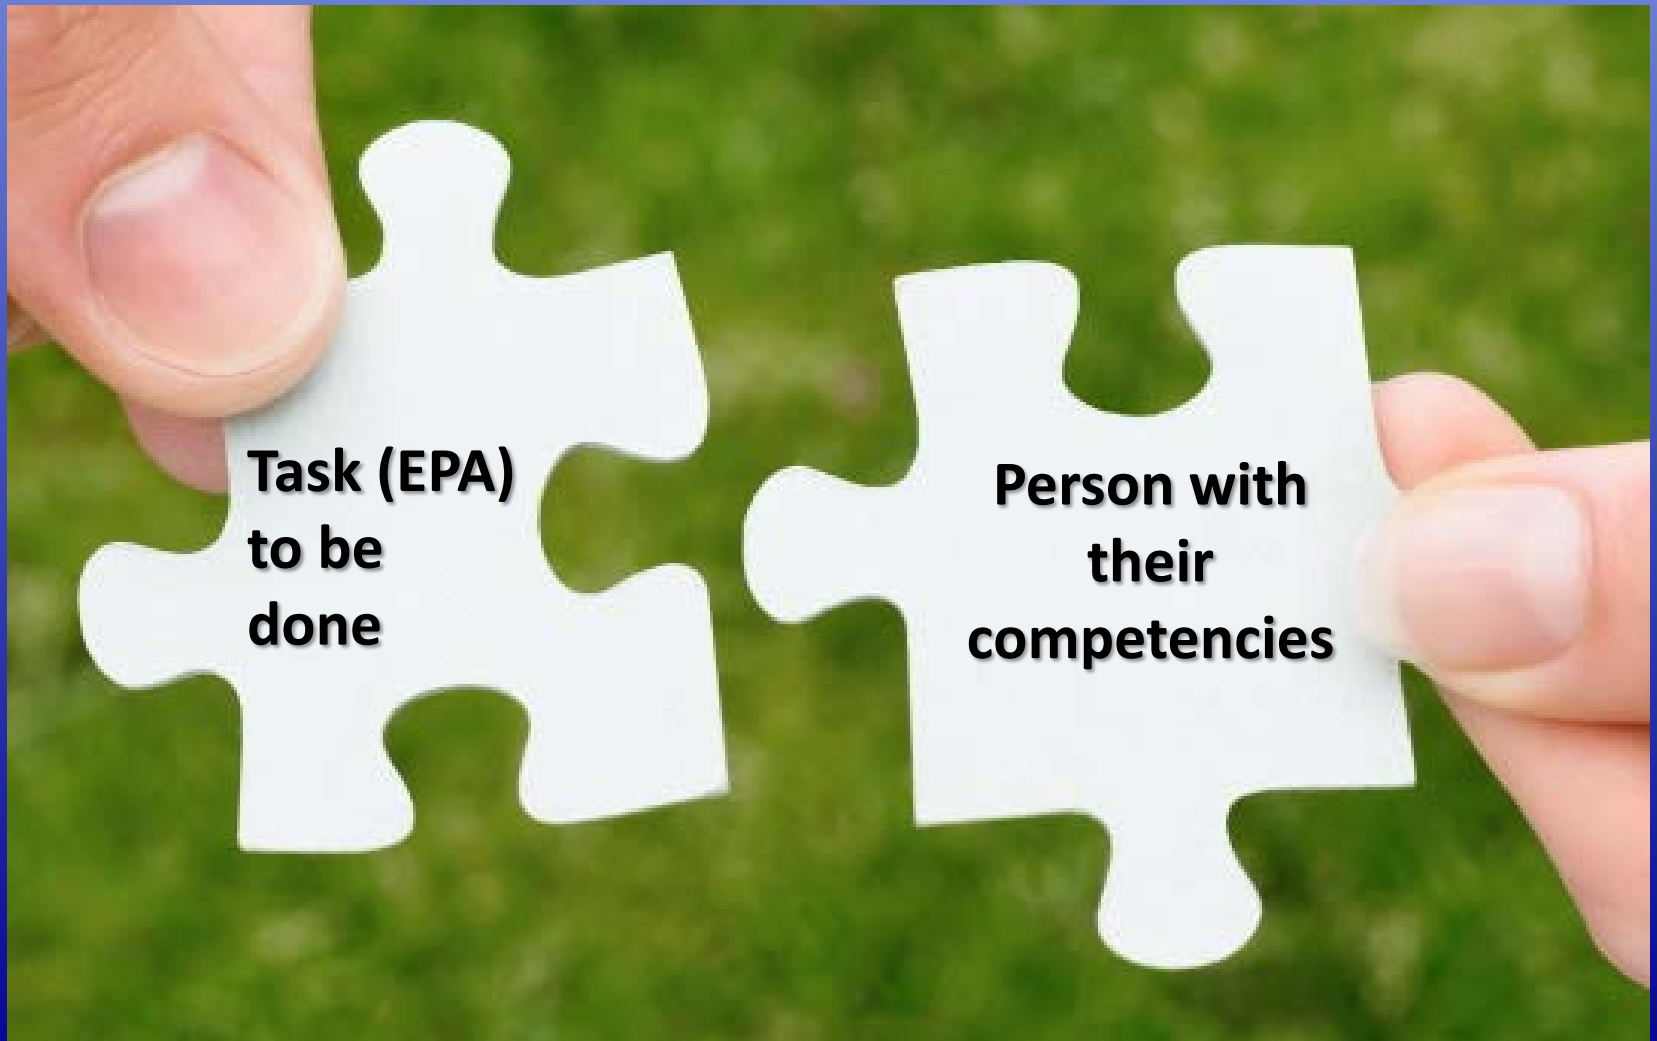 Task (EPA)
to be
done
Person with
their
competencies